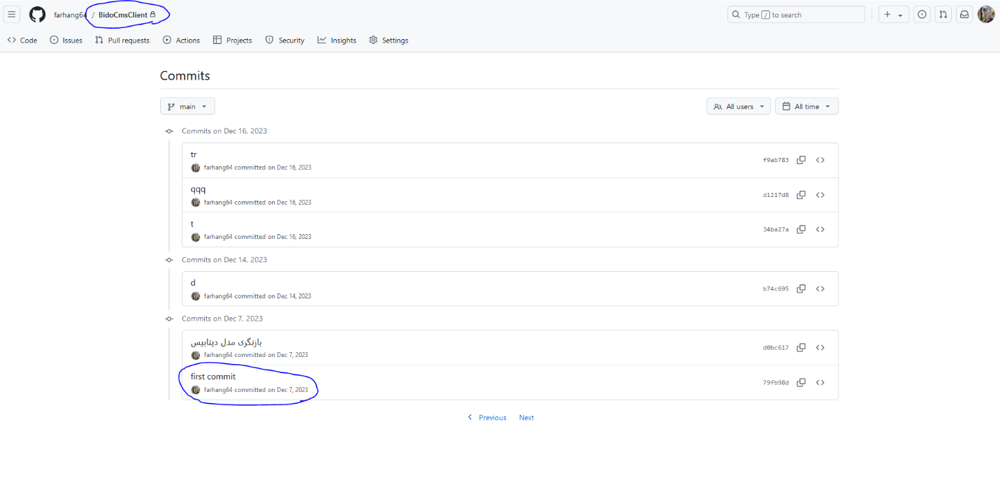 farhang64 / BidoCmsClient
Type / to search
Code Issues Pull requests Actions Projects Security Insights Settings
Commits
main All users All time
Commits on Dec 16, 2023
tr
farhang64 committed on Dec 16, 2023 f9ab783
qqq
farhang64 committed on Dec 16, 2023 d1217d8
t
farhang64 committed on Dec 16, 2023 34ba27a
Commits on Dec 14, 2023
d
farhang64 committed on Dec 14, 2023 b74c695
Commits on Dec 7, 2023
بازنگری مدل دیتابیس
farhang64 committed on Dec 7, 2023 d0bc617
first commit
farhang64 committed on Dec 7, 2023 79fb98d
Previous Next